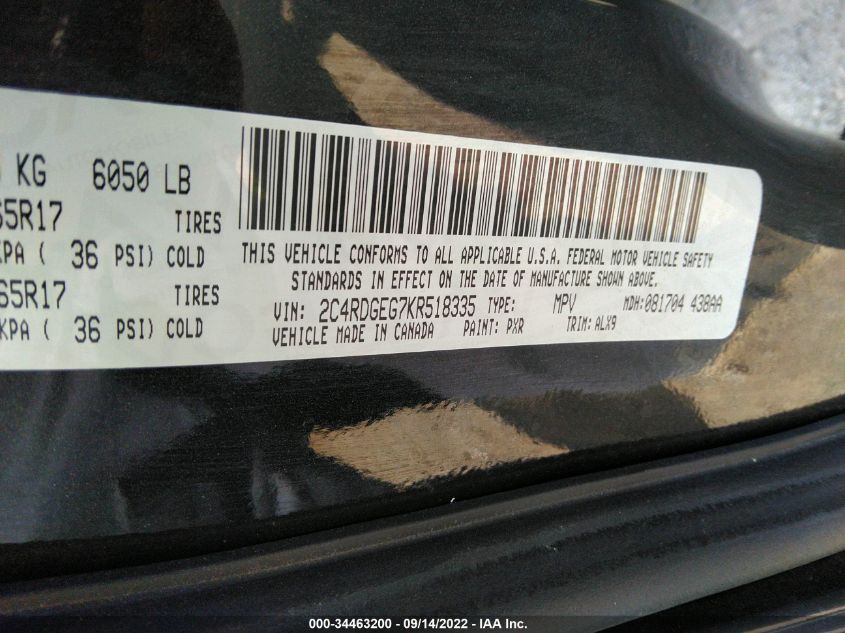 KG 6050 LB
65R17 TIRES
KPA ( 36 PSI) COLD
65R17 TIRES
KPA ( 36 PSI) COLD
THIS VEHICLE CONFORMS TO ALL APPLICABLE U.S.A. FEDERAL MOTOR VEHICLE SAFETY
STANDARDS IN EFFECT ON THE DATE OF MANUFACTURE SHOWN ABOVE.
VIN: 2C4RDGEG7KR518335 TYPE: MPV MDH:081704 438AA
VEHICLE MADE IN CANADA PAINT: PXR TRIM: ALX9
000-34463200 - 09/14/2022 - IAA Inc.